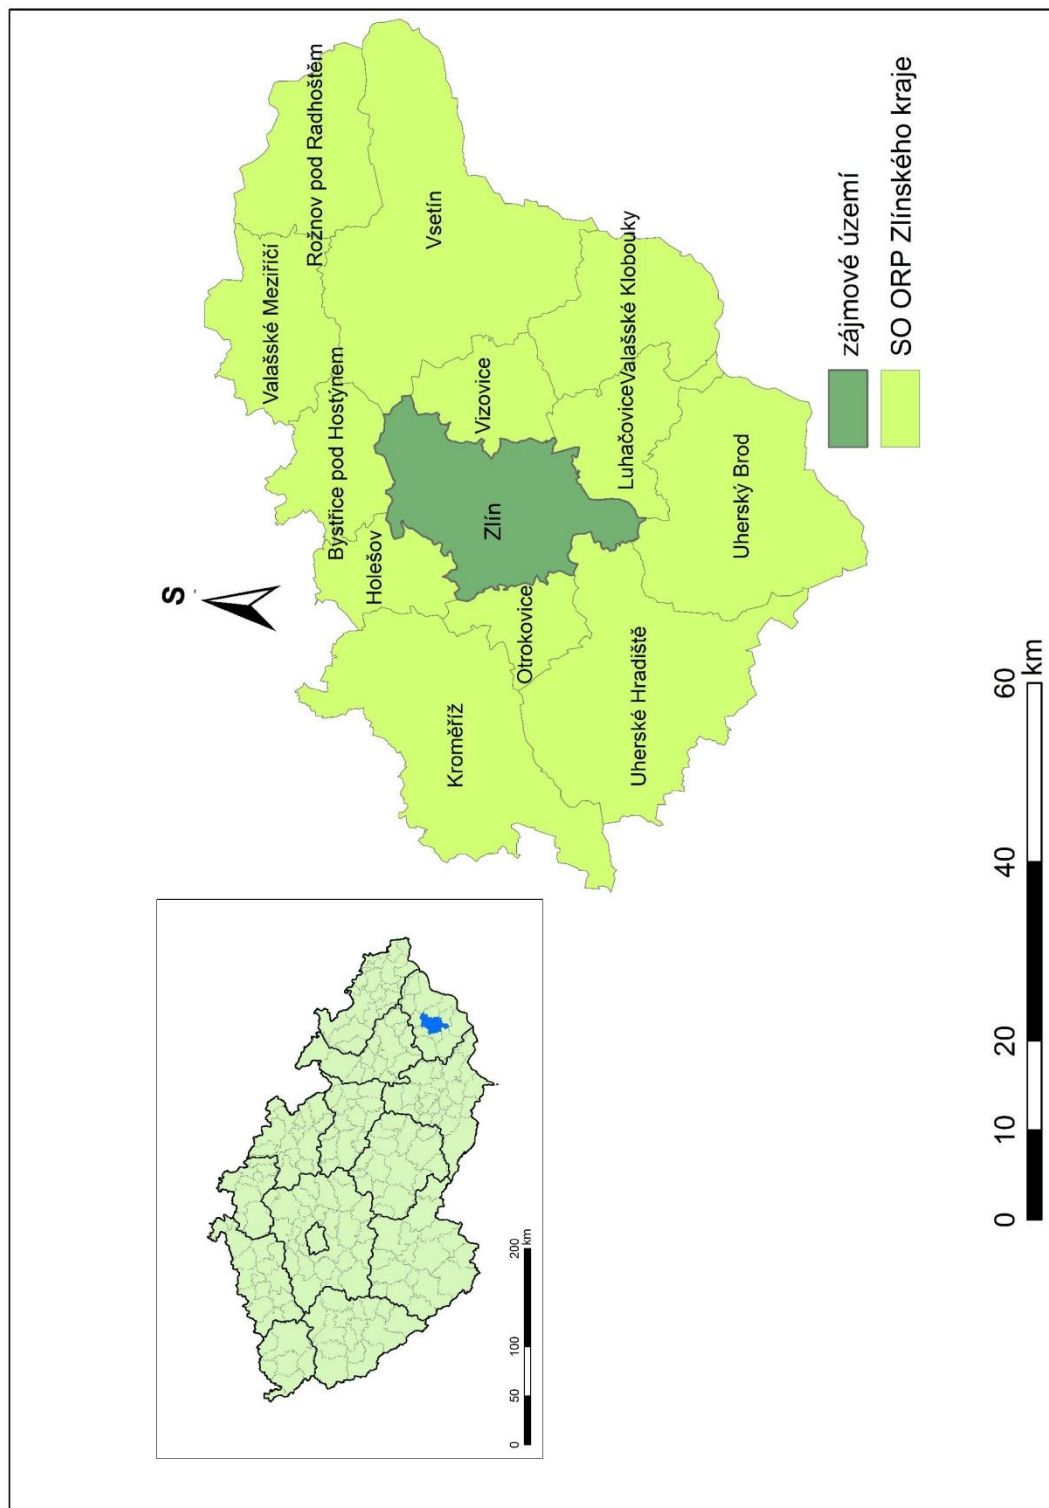 S
Rožnov pod Radhoštěm
Valašské Meziříčí
Bystřice pod Hostýnem
Vsetín
Holešov
Kroměříž
Vizovice
Zlín
Otrokovice
Valašské Klobouky
Luhačovice
Uherské Hradiště
Uherský Brod
zájmové území
SO ORP Zlínského kraje
0 50 100 200 km
0 10 20 40 60 km